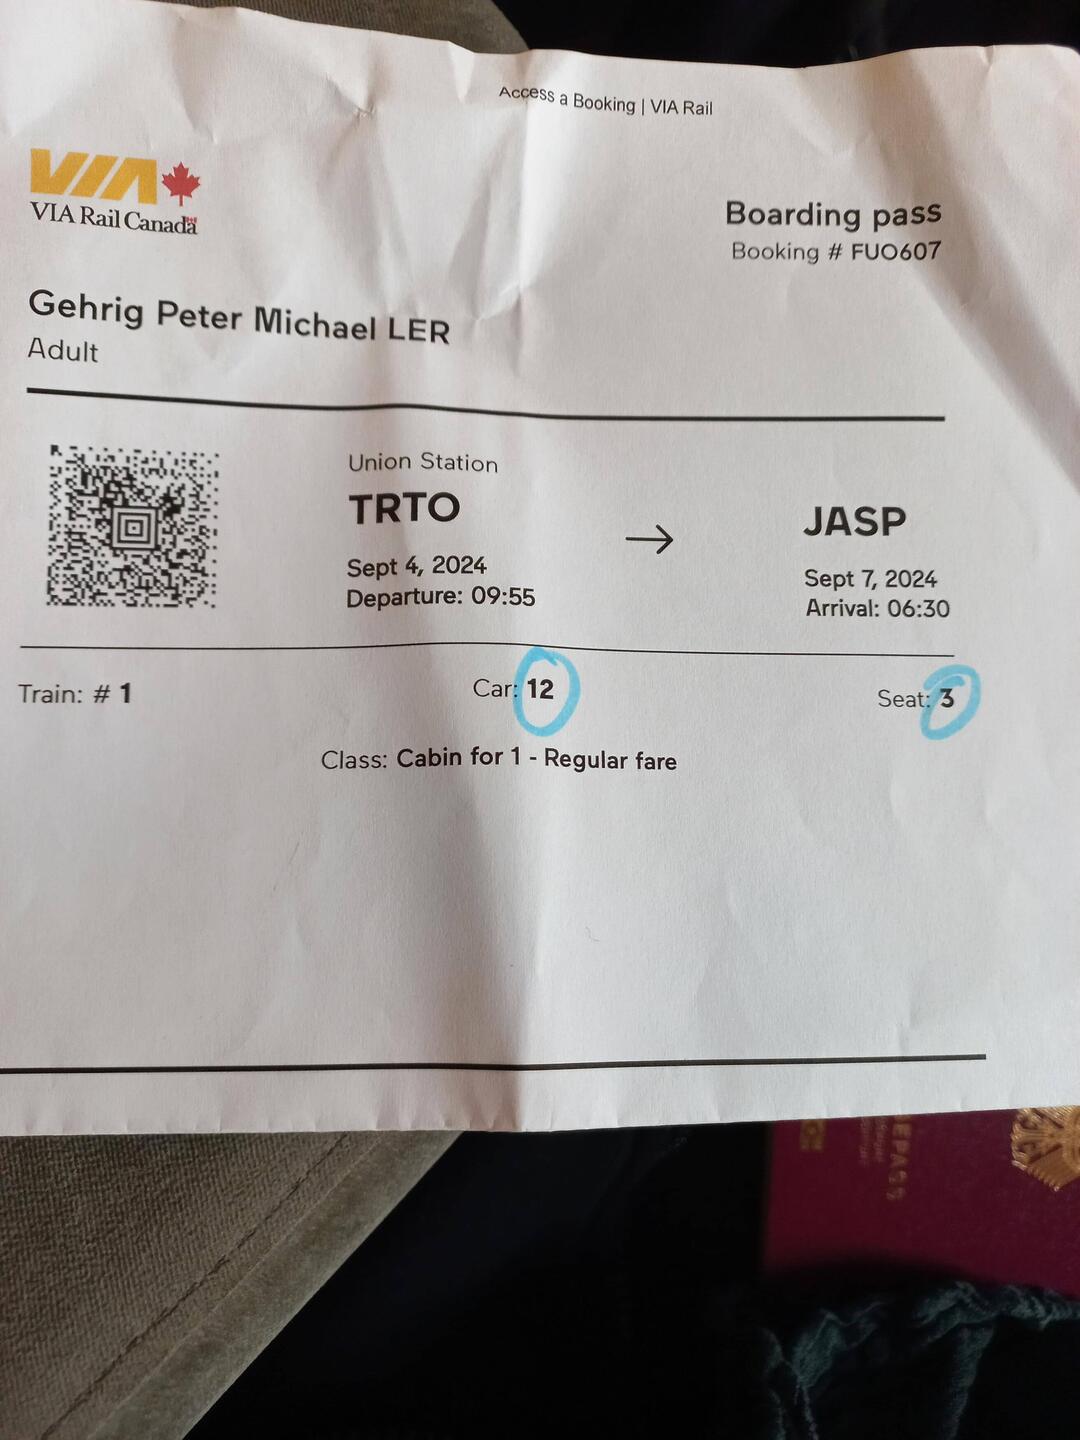 Access a Booking | VIA Rail
VIA
VIA Rail Canada
Boarding pass
Booking # FUO607
Gehrig Peter Michael LER
Adult
Union Station
TRTO
Sept 4, 2024
Departure: 09:55
→
JASP
Sept 7, 2024
Arrival: 06:30
Train: # 1
Car: 12
Seat: 3
Class: Cabin for 1 - Regular fare